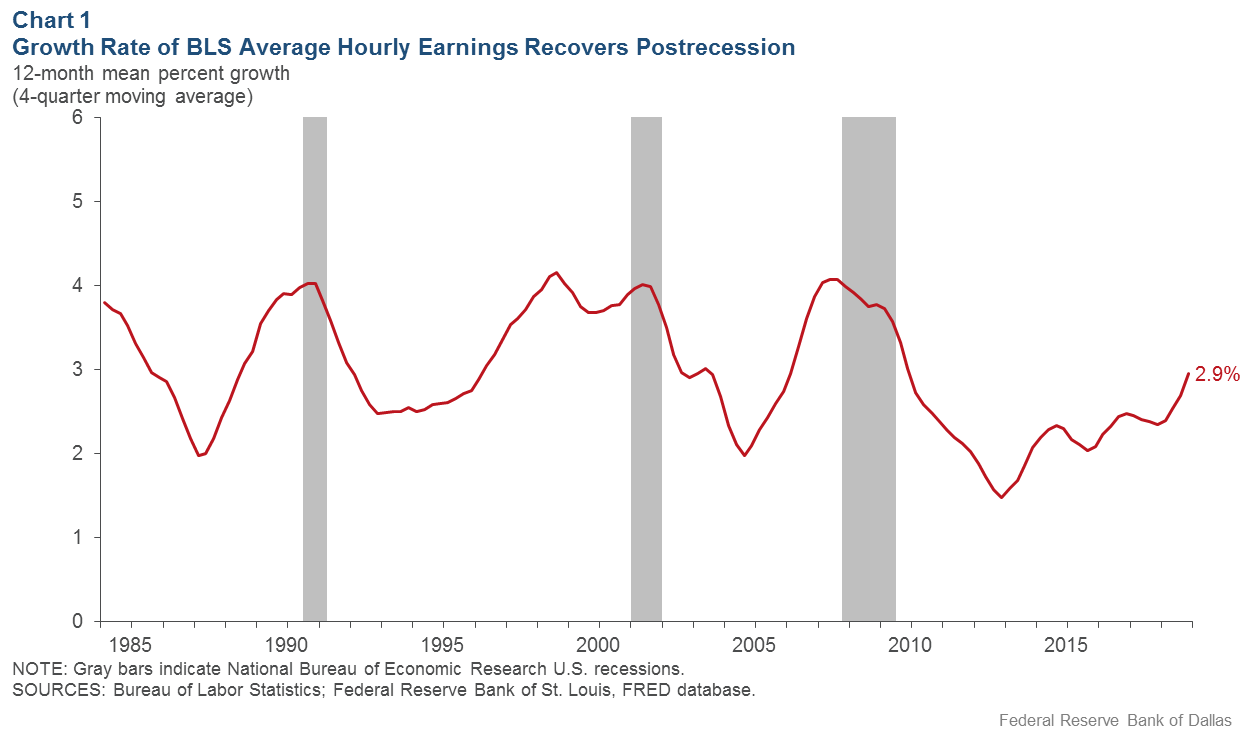 Chart 1
Growth Rate of BLS Average Hourly Earnings Recovers Postrecession
12-month mean percent growth
(4-quarter moving average)
6
5
4
3
2
1
0
2.9%
1985 1990 1995 2000 2005 2010 2015
NOTE: Gray bars indicate National Bureau of Economic Research U.S. recessions.
SOURCES: Bureau of Labor Statistics; Federal Reserve Bank of St. Louis, FRED database.
Federal Reserve Bank of Dallas